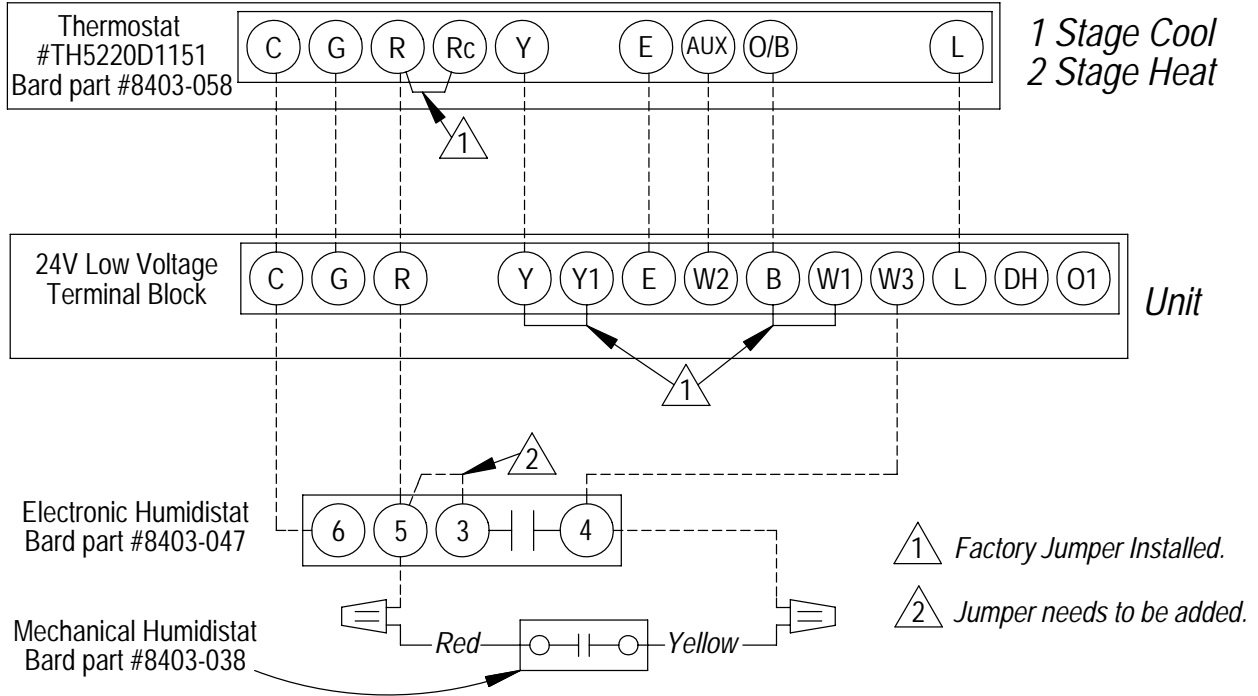 Thermostat
#TH5220D1151
Bard part #8403-058
C G R Rc Y E AUX O/B L
1 Stage Cool
2 Stage Heat
1
24V Low Voltage
Terminal Block
C G R Y Y1 E W2 B W1 W3 L DH O1
Unit
1
2
Electronic Humidistat
Bard part #8403-047
6 5 3 4
1 Factory Jumper Installed.
2 Jumper needs to be added.
Mechanical Humidistat
Bard part #8403-038
Red Yellow